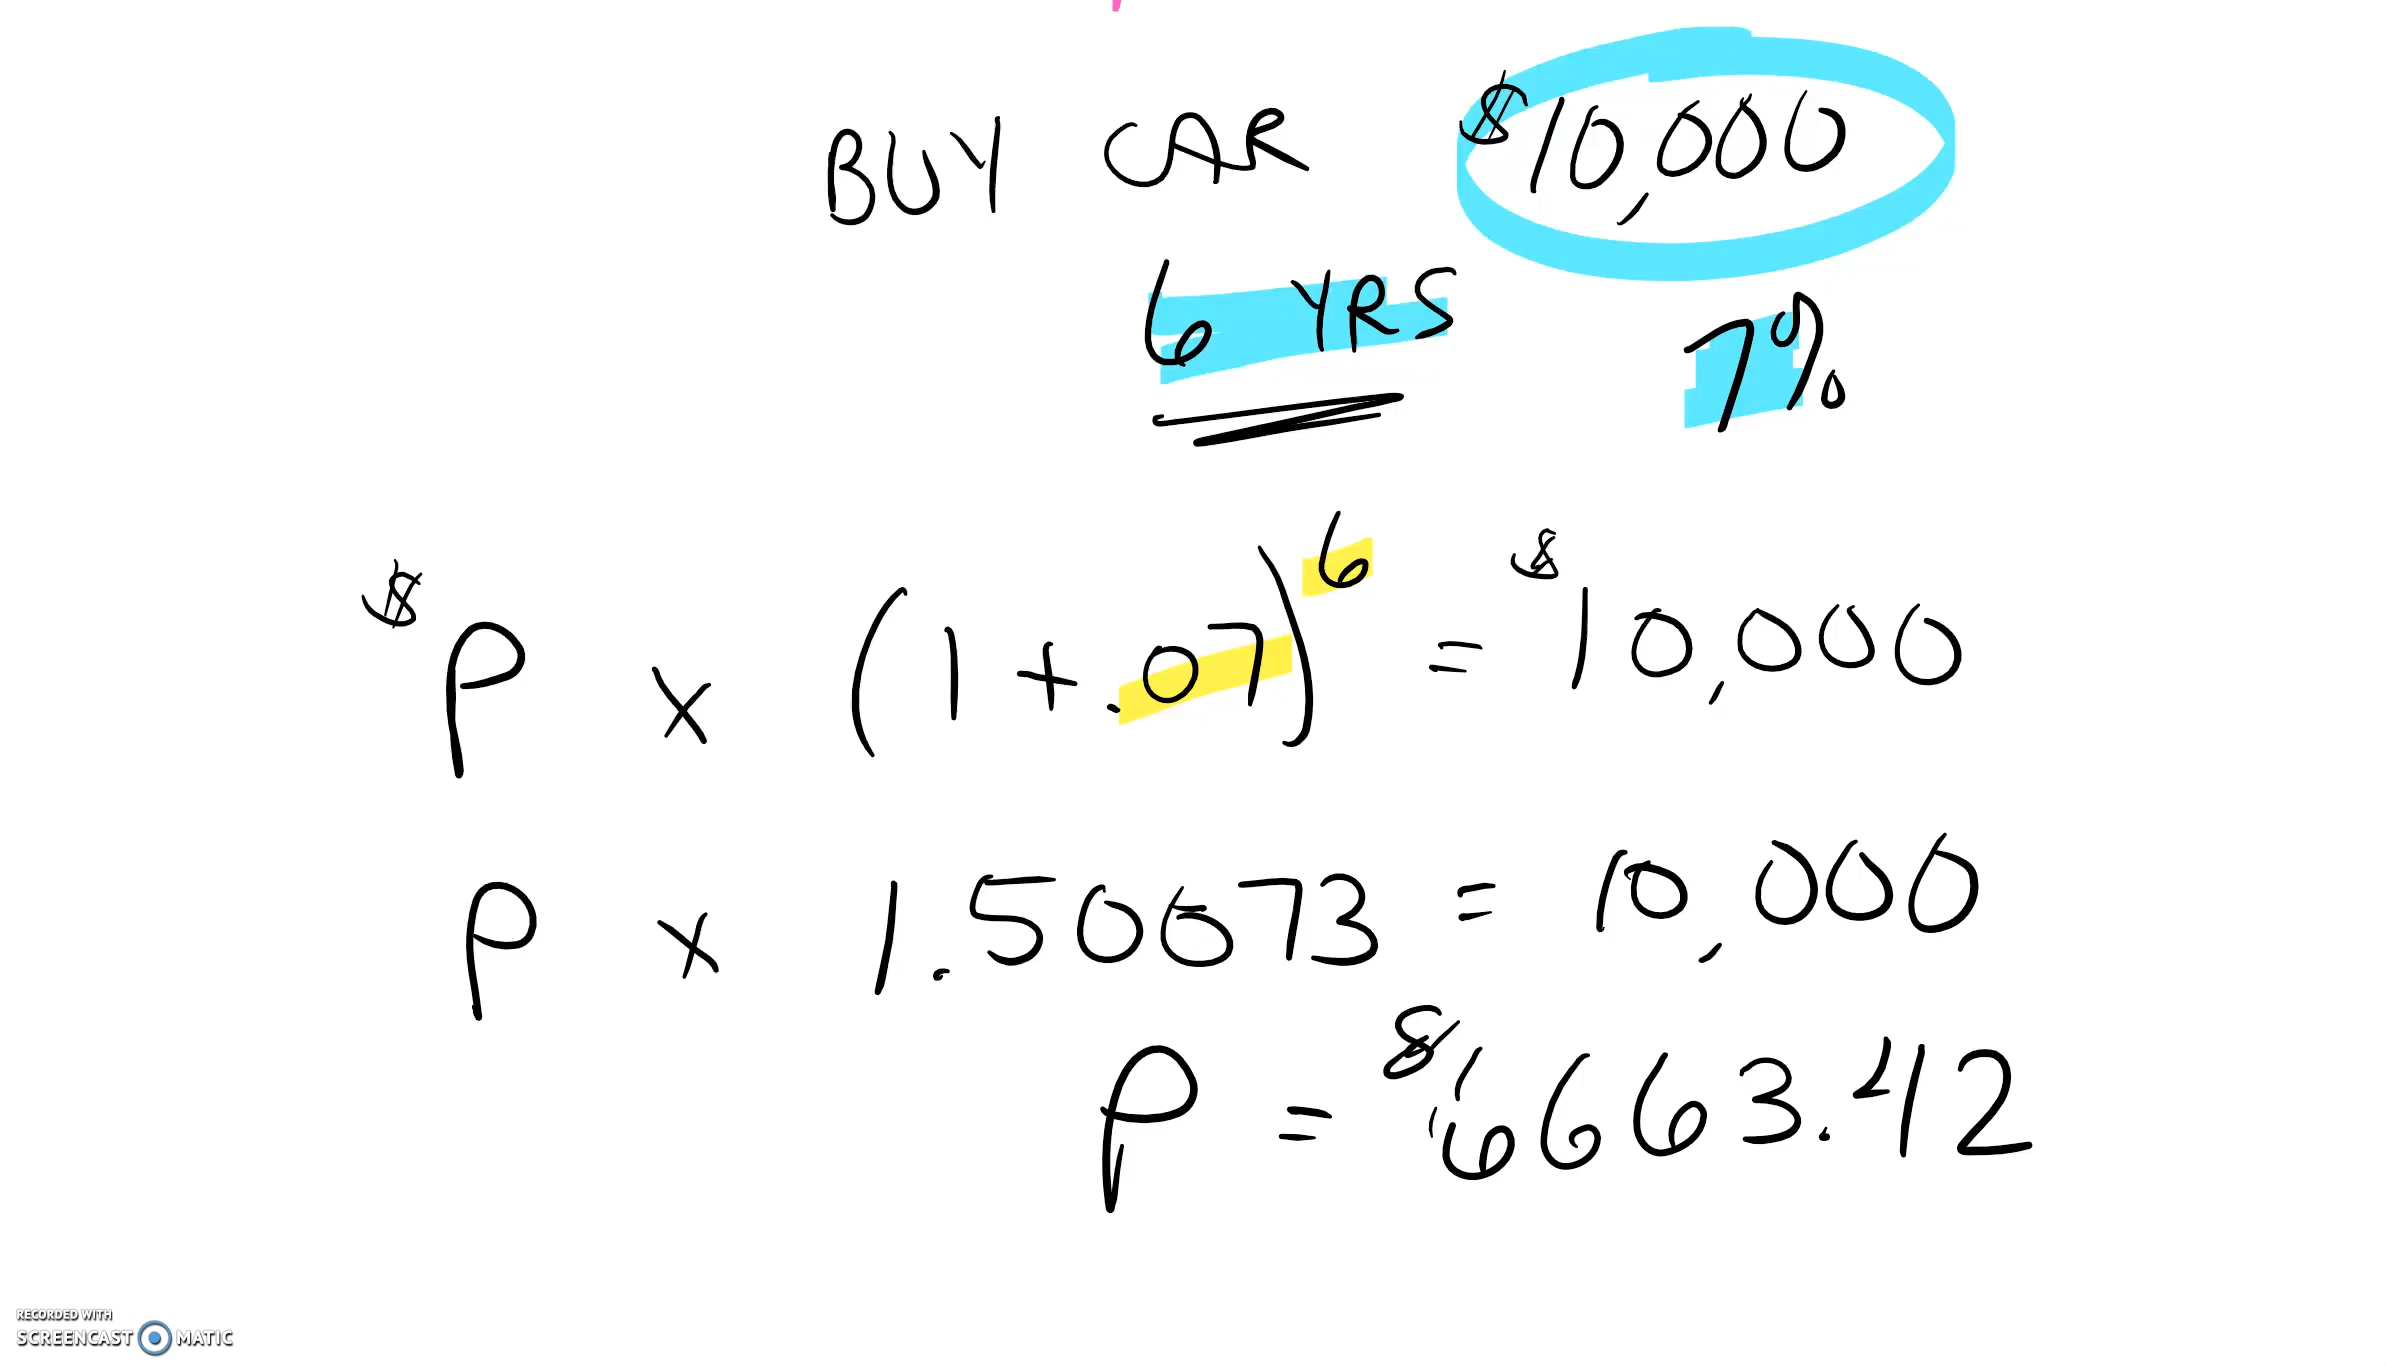 BUY CAR $10,000
6 YRS 7%
$P x (1+.07)^6 = $10,000
P x 1.50073 = 10,000
P = $6663.42
RECORDED WITH
SCREENCAST MATIC